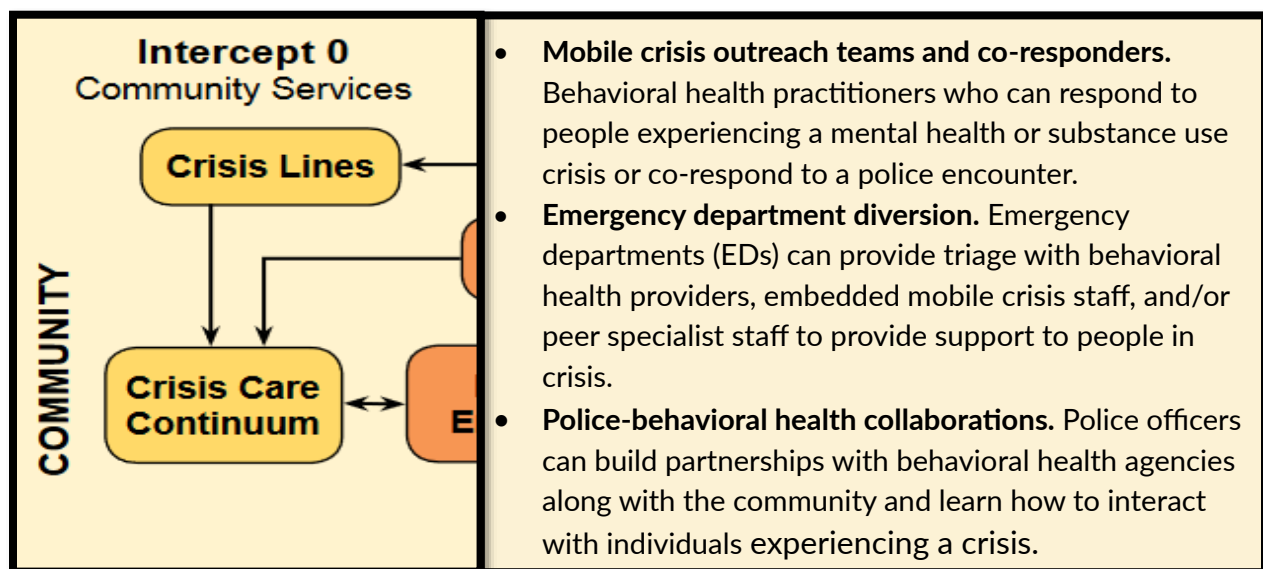 Intercept 0
Community Services
Crisis Lines
COMMUNITY
Crisis Care
Continuum
E
• Mobile crisis outreach teams and co-responders.
Behavioral health practitioners who can respond to
people experiencing a mental health or substance use
crisis or co-respond to a police encounter.
• Emergency department diversion. Emergency
departments (EDs) can provide triage with behavioral
health providers, embedded mobile crisis staff, and/or
peer specialist staff to provide support to people in
crisis.
• Police-behavioral health collaborations. Police officers
can build partnerships with behavioral health agencies
along with the community and learn how to interact
with individuals experiencing a crisis.